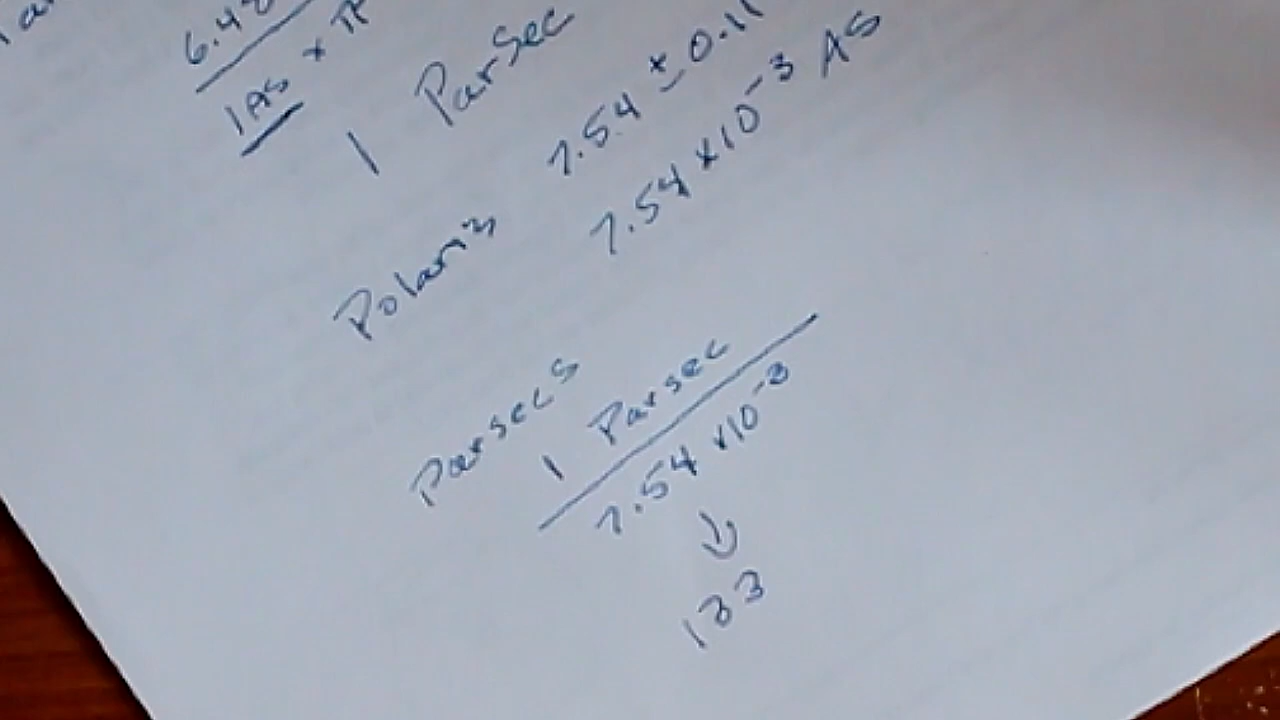 6.48
1AS × π
1 Parsec
Polaris 7.54 ± 0.11
7.54 × 10⁻³ AS
Parsecs
1 Parsec
7.54 × 10⁻³
↓
133